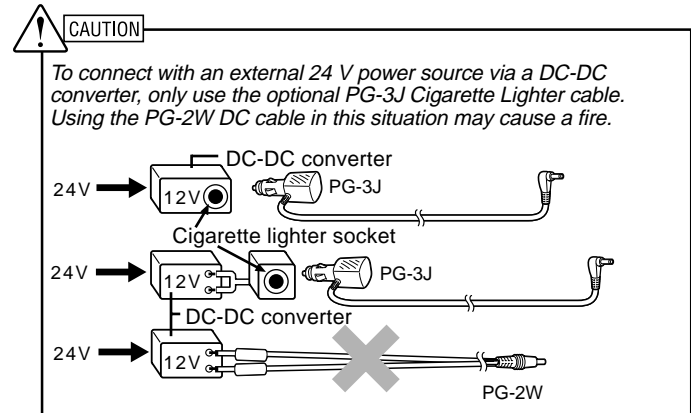 CAUTION
To connect with an external 24 V power source via a DC-DC
converter, only use the optional PG-3J Cigarette Lighter cable.
Using the PG-2W DC cable in this situation may cause a fire.
DC-DC converter
24V
12V
PG-3J
Cigarette lighter socket
24V
12V
PG-3J
DC-DC converter
24V
12V
PG-2W